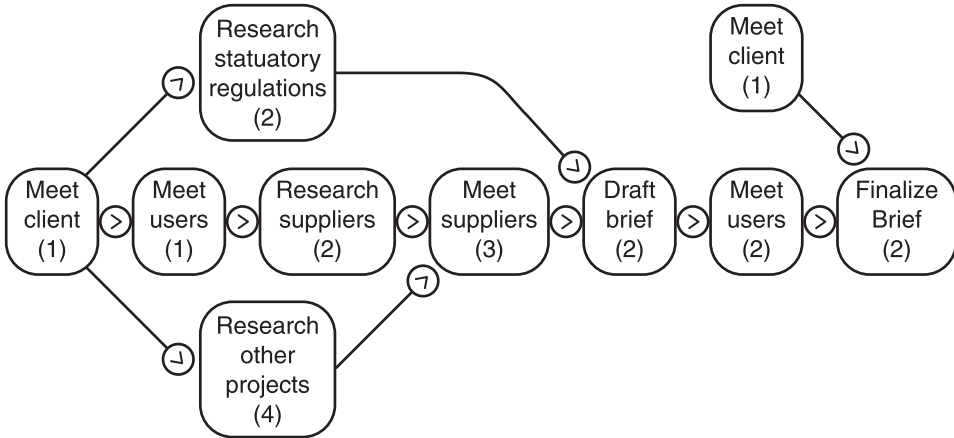 Research
statuatory
regulations
(2)
Meet
client
(1)
Meet
client
(1)
Meet
users
(1)
Research
suppliers
(2)
Meet
suppliers
(3)
Draft
brief
(2)
Meet
users
(2)
Finalize
Brief
(2)
Research
other
projects
(4)